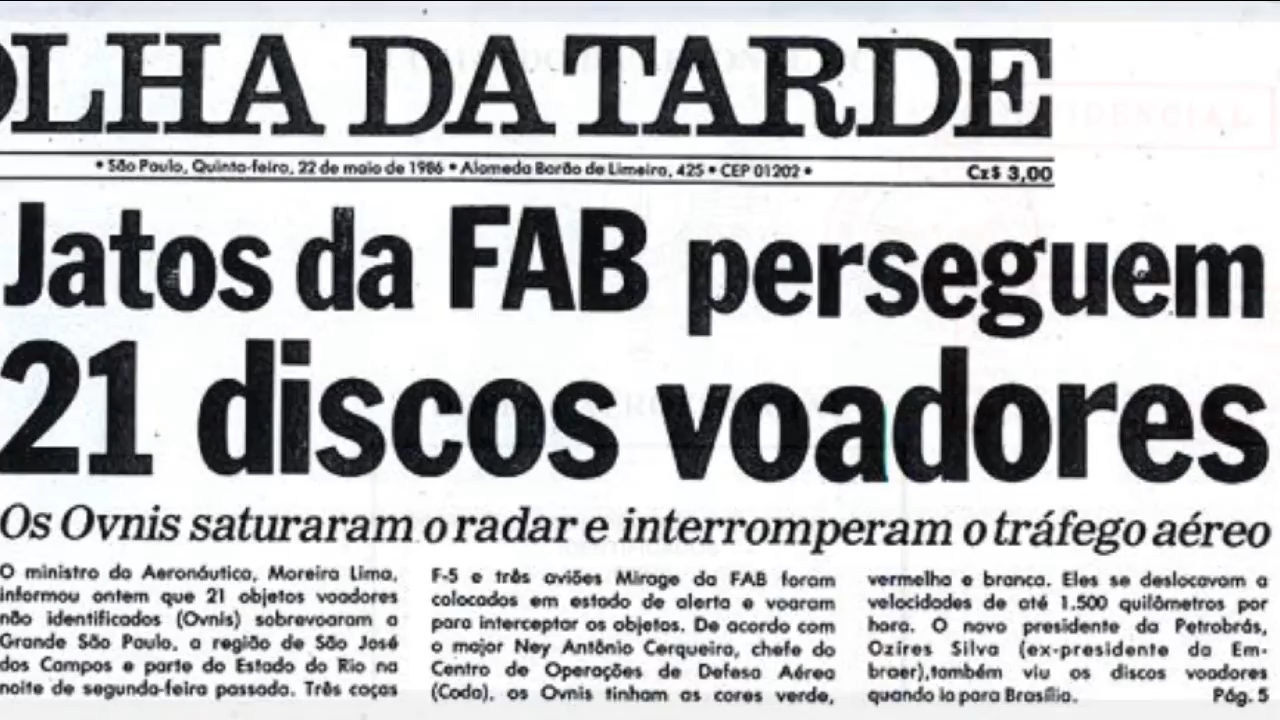 OLHA DA TARDE
• São Paulo, Quinta-feira, 22 de maio de 1986 • Alameda Barão de Limeira, 425 • CEP 01202 •
Cz$ 3,00
Jatos da FAB perseguem
21 discos voadores
Os Ovnis saturaram o radar e interromperam o tráfego aéreo
O ministro da Aeronáutica, Moreira Lima,
informou ontem que 21 objetos voadores
não identificados (Ovnis) sobrevoaram a
Grande São Paulo, a região de São José
dos Campos e parte do Estado do Rio na
noite de segunda-feira passada. Três caças
F-5 e três aviões Mirage da FAB foram
colocados em estado de alerta e voaram
para interceptar os objetos. De acordo com
o major Ney Antônio Cerqueira, chefe do
Centro de Operações de Defesa Aérea
(Coda), os Ovnis tinham as cores verde,
vermelha e branca. Eles se deslocavam a
velocidades de até 1.500 quilômetros por
hora. O novo presidente da Petrobrás,
Ozires Silva (ex-presidente da Em-
braer),também viu os discos voadores
quando ia para Brasília.
Pág. 5